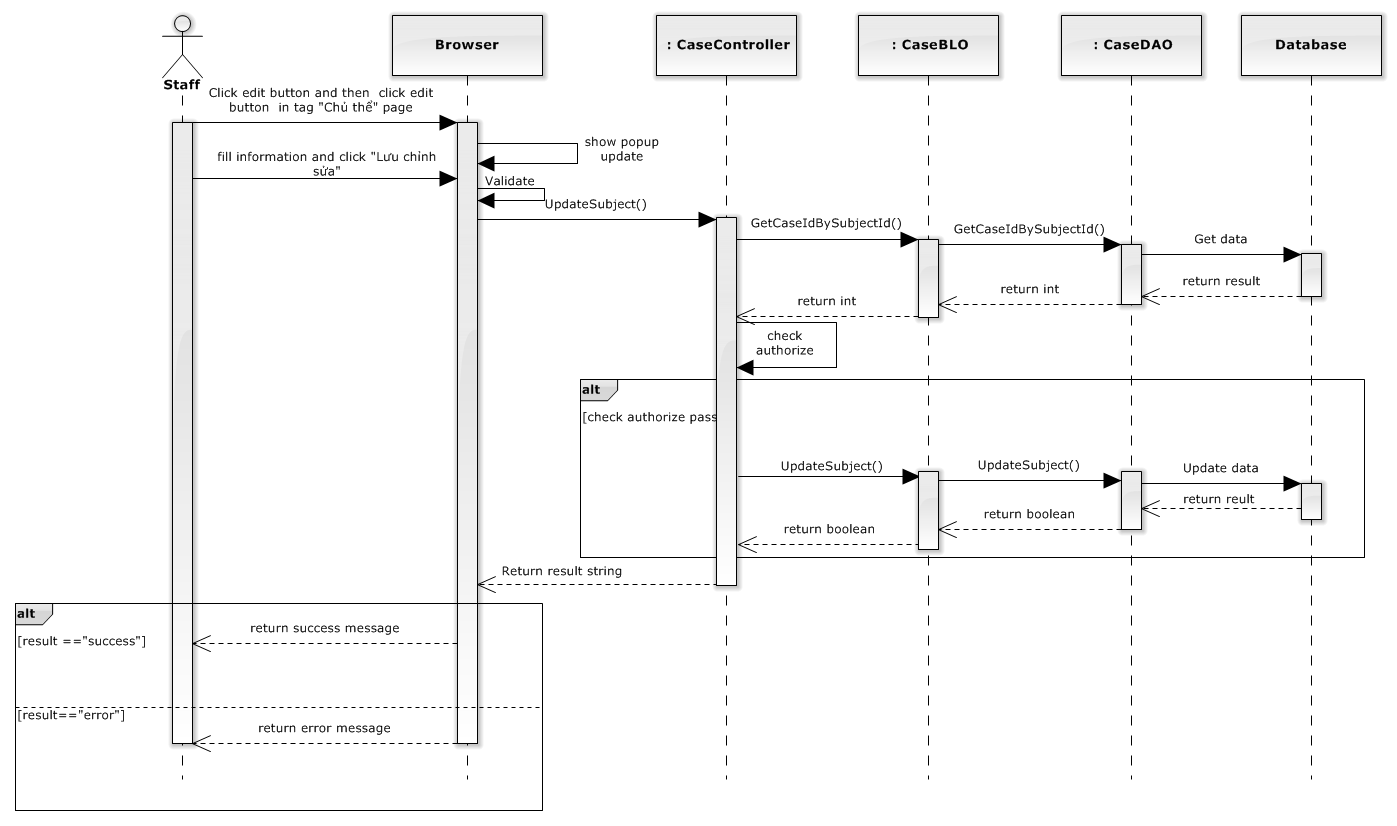 Staff
Browser
: CaseController
: CaseBLO
: CaseDAO
Database
Click edit button and then  click edit
button  in tag "Chủ thể" page
show popup
update
fill information and click "Lưu chỉnh
sửa"
Validate
UpdateSubject()
GetCaseIdBySubjectId()
GetCaseIdBySubjectId()
Get data
return result
return int
return int
check
authorize
alt
[check authorize pass
UpdateSubject()
UpdateSubject()
Update data
return reult
return boolean
return boolean
Return result string
alt
return success message
[result =="success"]
[result=="error"]
return error message